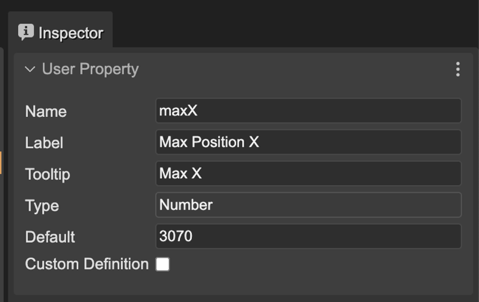 Inspector
User Property
Name maxX
Label Max Position X
Tooltip Max X
Type Number
Default 3070
Custom Definition